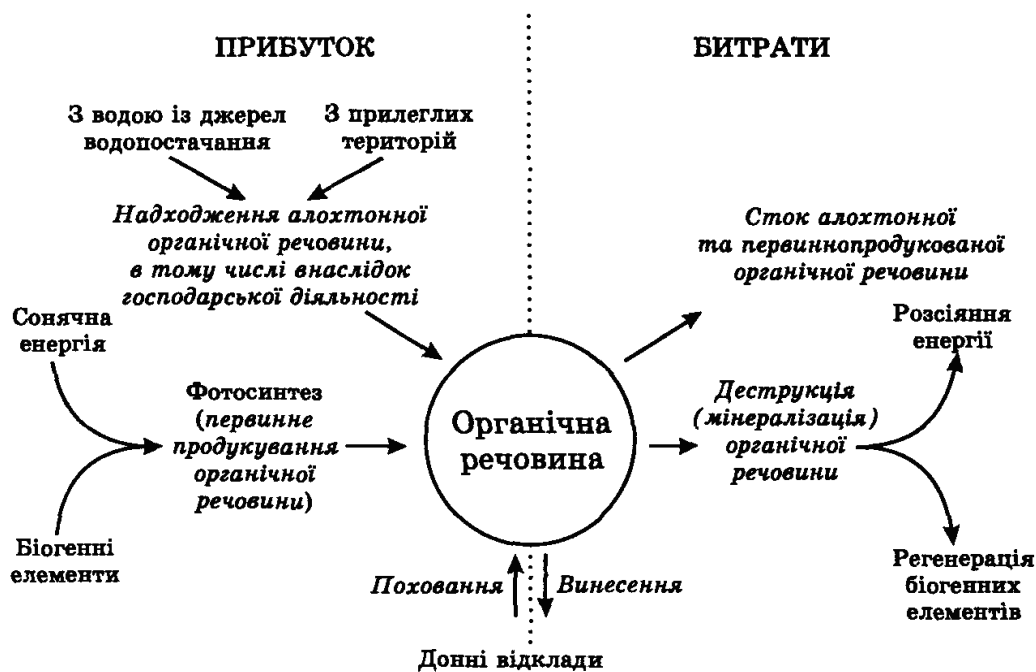 ПРИБУТОК
БИТРАТИ
З водою із джерел
водопостачання
З прилеглих
територій
Надходження алохтонної
органічної речовини,
в тому числі внаслідок
господарської діяльності
Сток алохтонної
та первиннопродукованої
органічної речовини
Сонячна
енергія
Розсіяння
енергії
Фотосинтез
(первинне
продукування
органічної
речовини)
Органічна
речовина
Деструкція
(мінералізація)
органічної
речовини
Біогенні
елементи
Регенерація
біогенних
елементів
Поховання
Винесення
Донні відклади